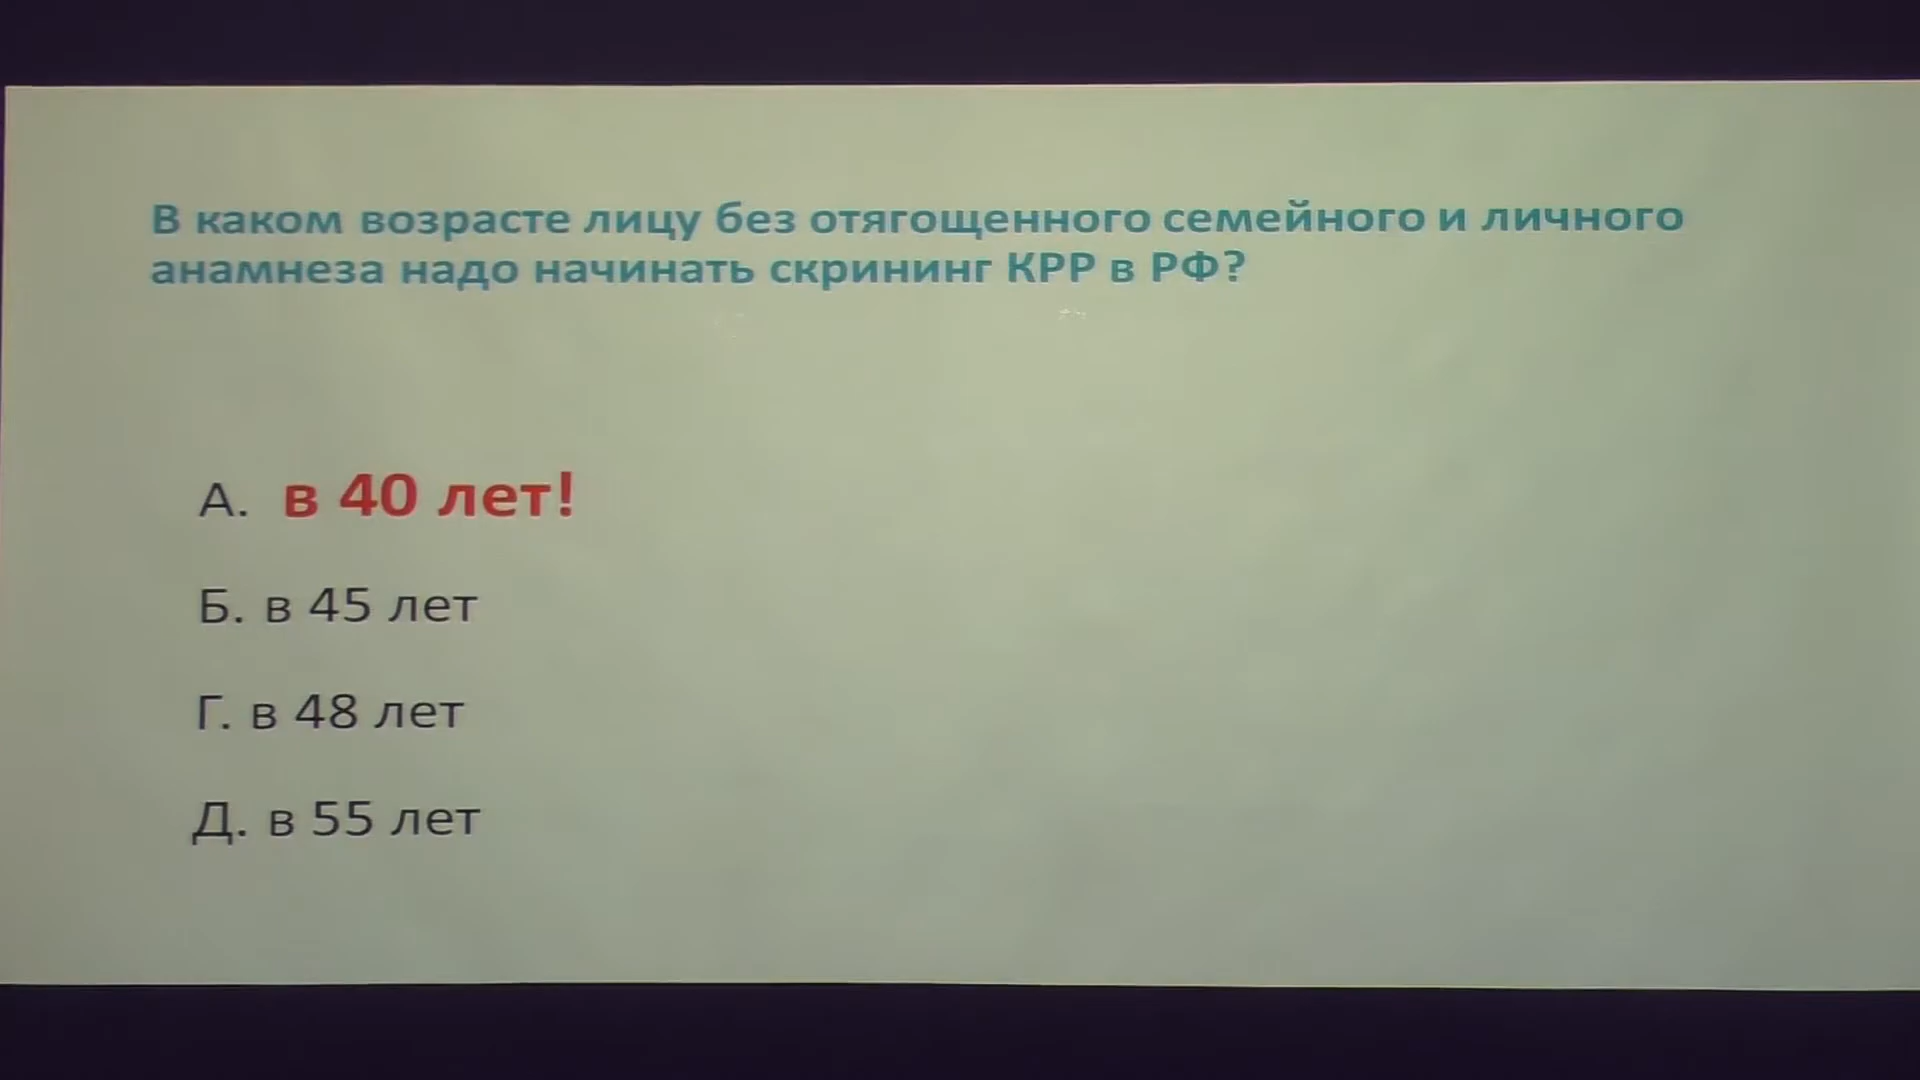 В каком возрасте лицу без отягощенного семейного и личного
анамнеза надо начинать скрининг КРР в РФ?
А. в 40 лет!
Б. в 45 лет
Г. в 48 лет
Д. в 55 лет